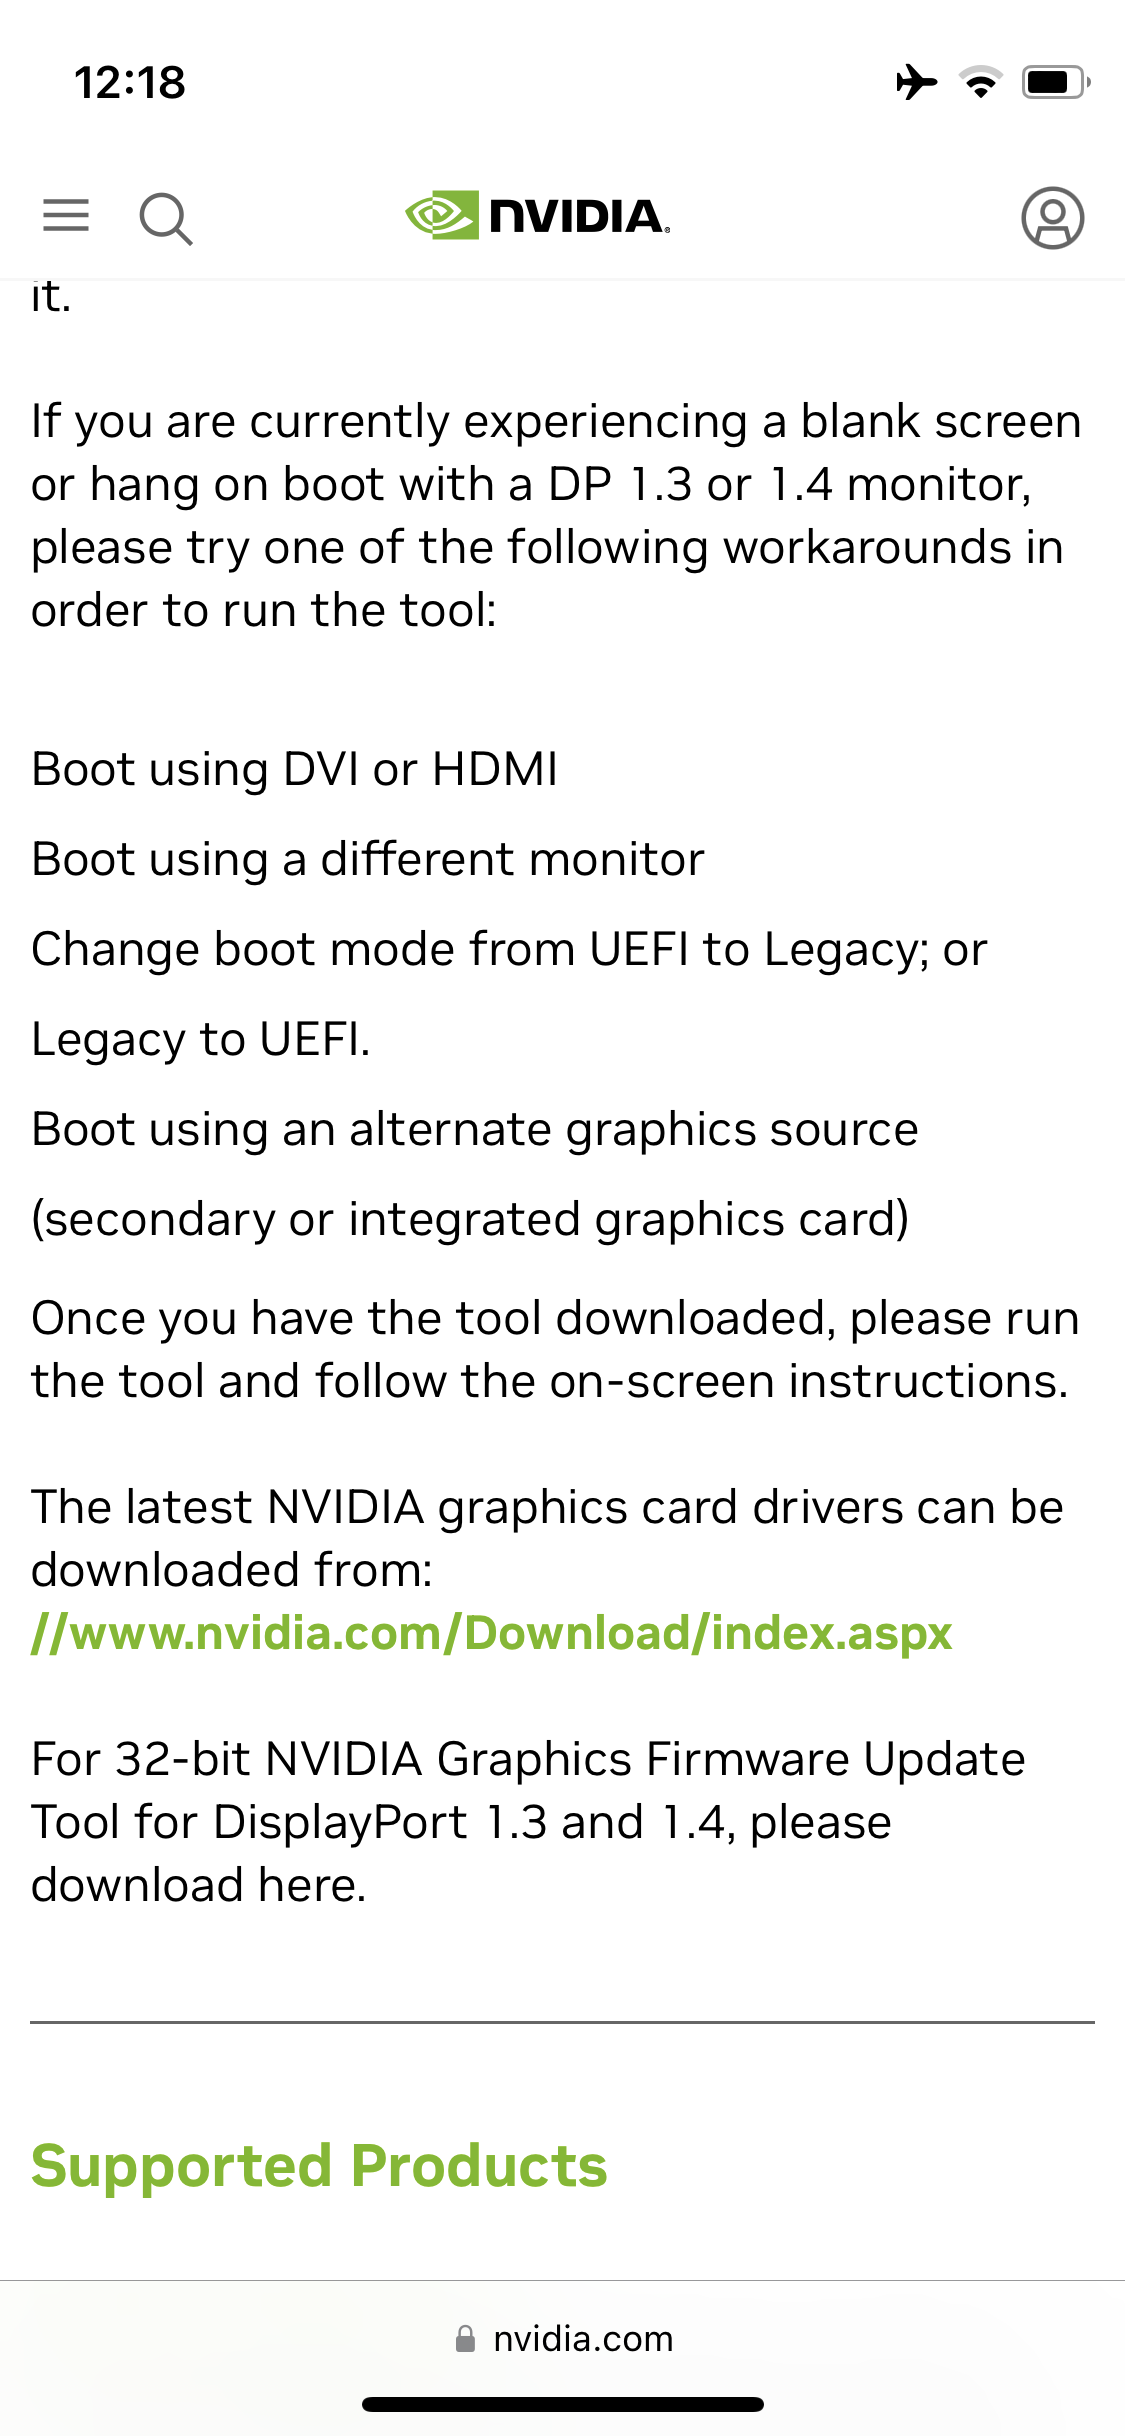 12:18
NVIDIA.
it.
If you are currently experiencing a blank screen
or hang on boot with a DP 1.3 or 1.4 monitor,
please try one of the following workarounds in
order to run the tool:
Boot using DVI or HDMI
Boot using a different monitor
Change boot mode from UEFI to Legacy; or
Legacy to UEFI.
Boot using an alternate graphics source
(secondary or integrated graphics card)
Once you have the tool downloaded, please run
the tool and follow the on-screen instructions.
The latest NVIDIA graphics card drivers can be
downloaded from:
//www.nvidia.com/Download/index.aspx
For 32-bit NVIDIA Graphics Firmware Update
Tool for DisplayPort 1.3 and 1.4, please
download here.
Supported Products
nvidia.com